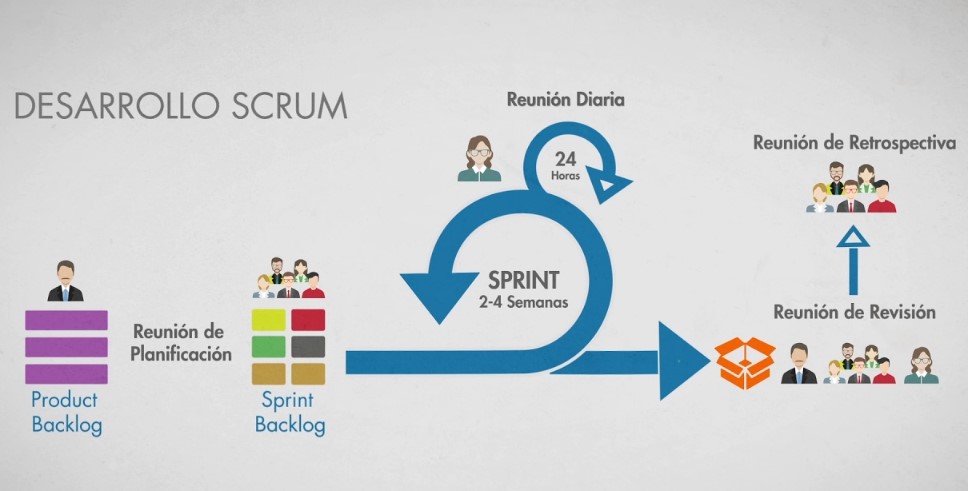 DESARROLLO SCRUM
Reunión Diaria
24
Horas
Reunión de Retrospectiva
SPRINT
2-4 Semanas
Reunión de
Planificación
Reunión de Revisión
Product
Backlog
Sprint
Backlog